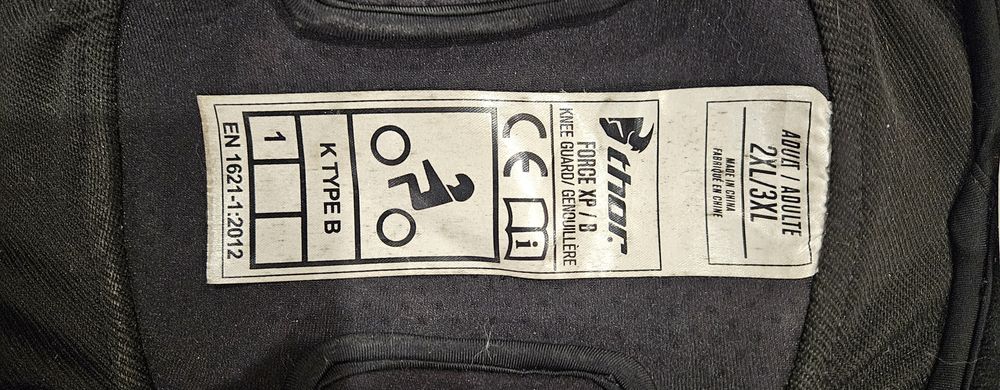 ADULT / ADULTE
2XL/3XL
MADE IN CHINA
FABRIQUÉ EN CHINE
thor.
FORCE XP / B
KNEE GUARD/ GENOUILLÈRE
CE
i
K TYPE B
1
EN 1621-1:2012